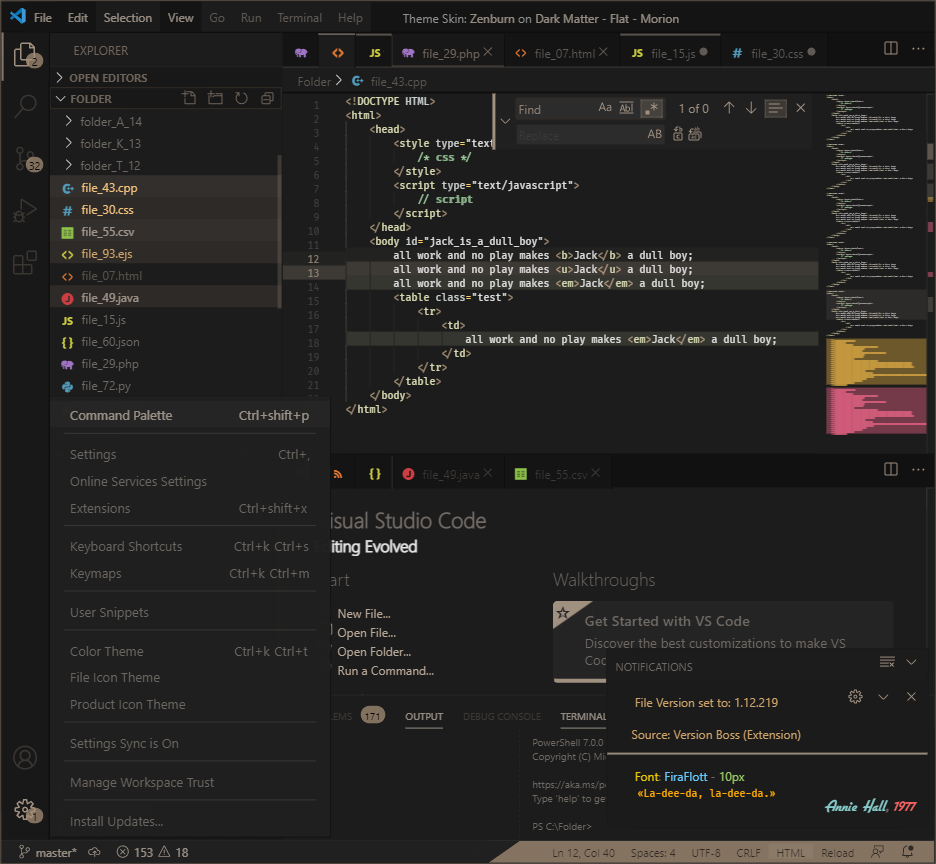 File Edit Selection View Go Run Terminal Help Theme Skin: Zenburn on Dark Matter - Flat - Morion
2
32
1
EXPLORER
OPEN EDITORS
FOLDER
folder_A_14
folder_K_13
folder_T_12
file_43.cpp
file_30.css
file_55.csv
file_93.ejs
file_07.html
file_49.java
file_15.js
file_60.json
file_29.php
file_72.py
JS file_29.php file_07.html JS file_15.js # file_30.css
Folder file_43.cpp
Find Aa Abl .* 1 of 0
Replace AB
1 <!DOCTYPE HTML>
2 <html>
3 <head>
4 <style type="text
5 /* css */
6 </style>
7 <script type="text/javascript">
8 // script
9 </script>
10 </head>
11 <body id="jack_is_a_dull_boy">
12 all work and no play makes <b>Jack</b> a dull boy;
13 all work and no play makes <u>Jack</u> a dull boy;
14 all work and no play makes <em>Jack</em> a dull boy;
15 <table class="test">
16 <tr>
17 <td>
18 all work and no play makes <em>Jack</em> a dull boy;
19 </td>
20 </tr>
21 </table>
</body>
</html>
Command Palette Ctrl+shift+p
Settings Ctrl+,
Online Services Settings
Extensions Ctrl+shift+x
Keyboard Shortcuts Ctrl+k Ctrl+s
Keymaps Ctrl+k Ctrl+m
User Snippets
Color Theme Ctrl+k Ctrl+t
File Icon Theme
Product Icon Theme
Settings Sync is On
Manage Workspace Trust
Install Updates...
{} file_49.java file_55.csv
isual Studio Code
iting Evolved
art
New File...
Open File...
Open Folder...
Run a Command...
Walkthroughs
Get Started with VS Code
Discover the best customizations to make VS
Coc
LEMS 171 OUTPUT DEBUG CONSOLE TERMINAL
PowerShell 7.0.0
Copyright (C) Mi
https://aka.ms/po
Type 'help' to get
PS C:\Folder>
NOTIFICATIONS
File Version set to: 1.12.219
Source: Version Boss (Extension)
Font: FiraFlott - 10px
«La-dee-da, la-dee-da.»
Annie Hall, 1977
master* 153 18 Ln 12, Col 40 Spaces: 4 UTF-8 CRLF HTML Reload